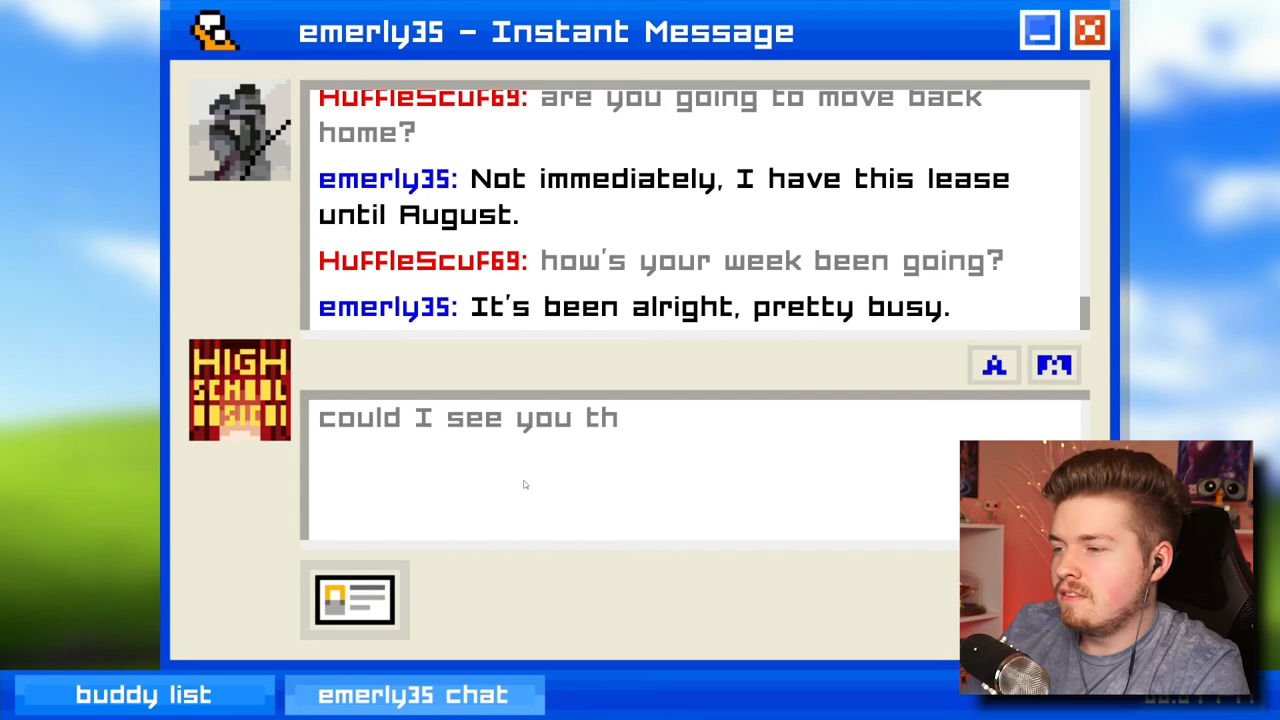 emerly35 – Instant Message
HuffleScuf69: are you going to move back
home?
emerly35: Not immediately, I have this lease
until August.
HuffleScuf69: how's your week been going?
emerly35: It's been alright, pretty busy.
A
HIGH
SCHOOL
could I see you th
buddy list
emerly35 chat